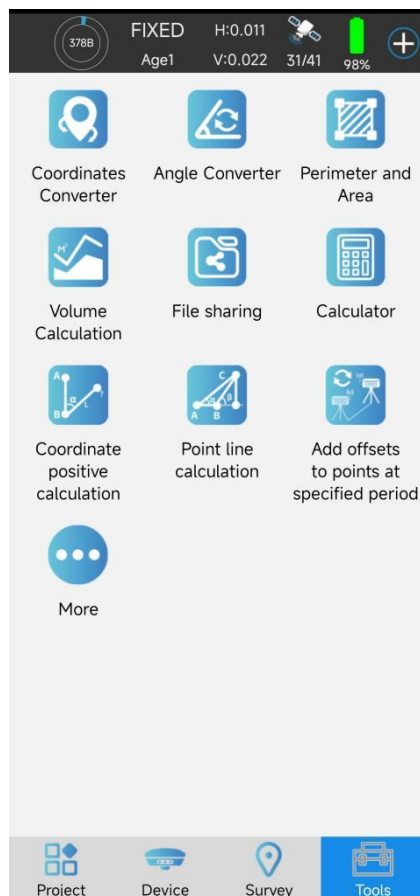 378B
FIXED
H:0.011
Age1
V:0.022
31/41
98%
Coordinates
Converter
Angle Converter
Perimeter and
Area
Volume
Calculation
File sharing
Calculator
Coordinate
positive
calculation
Point line
calculation
Add offsets
to points at
specified period
More
Project
Device
Survey
Tools